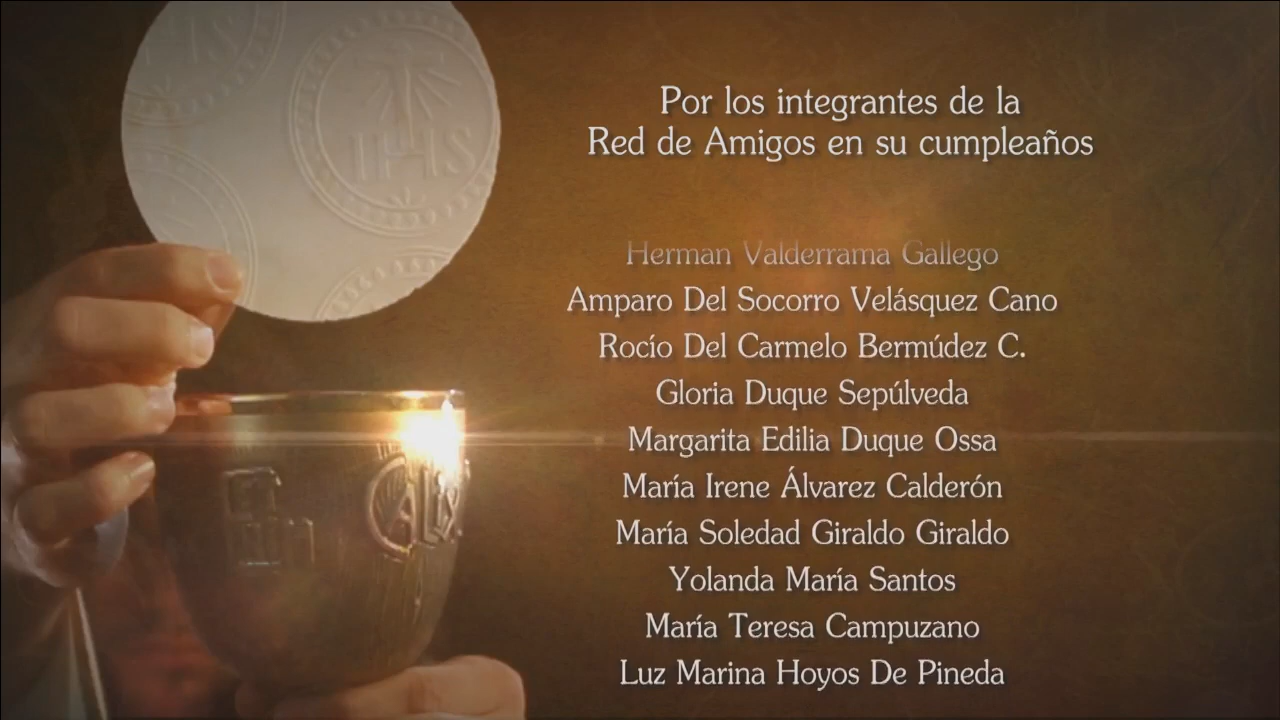 IHS
Por los integrantes de la
Red de Amigos en su cumpleaños
Herman Valderrama Gallego
Amparo Del Socorro Velásquez Cano
Rocío Del Carmelo Bermúdez C.
Gloria Duque Sepúlveda
Margarita Edilia Duque Ossa
María Irene Álvarez Calderón
María Soledad Giraldo Giraldo
Yolanda María Santos
María Teresa Campuzano
Luz Marina Hoyos De Pineda